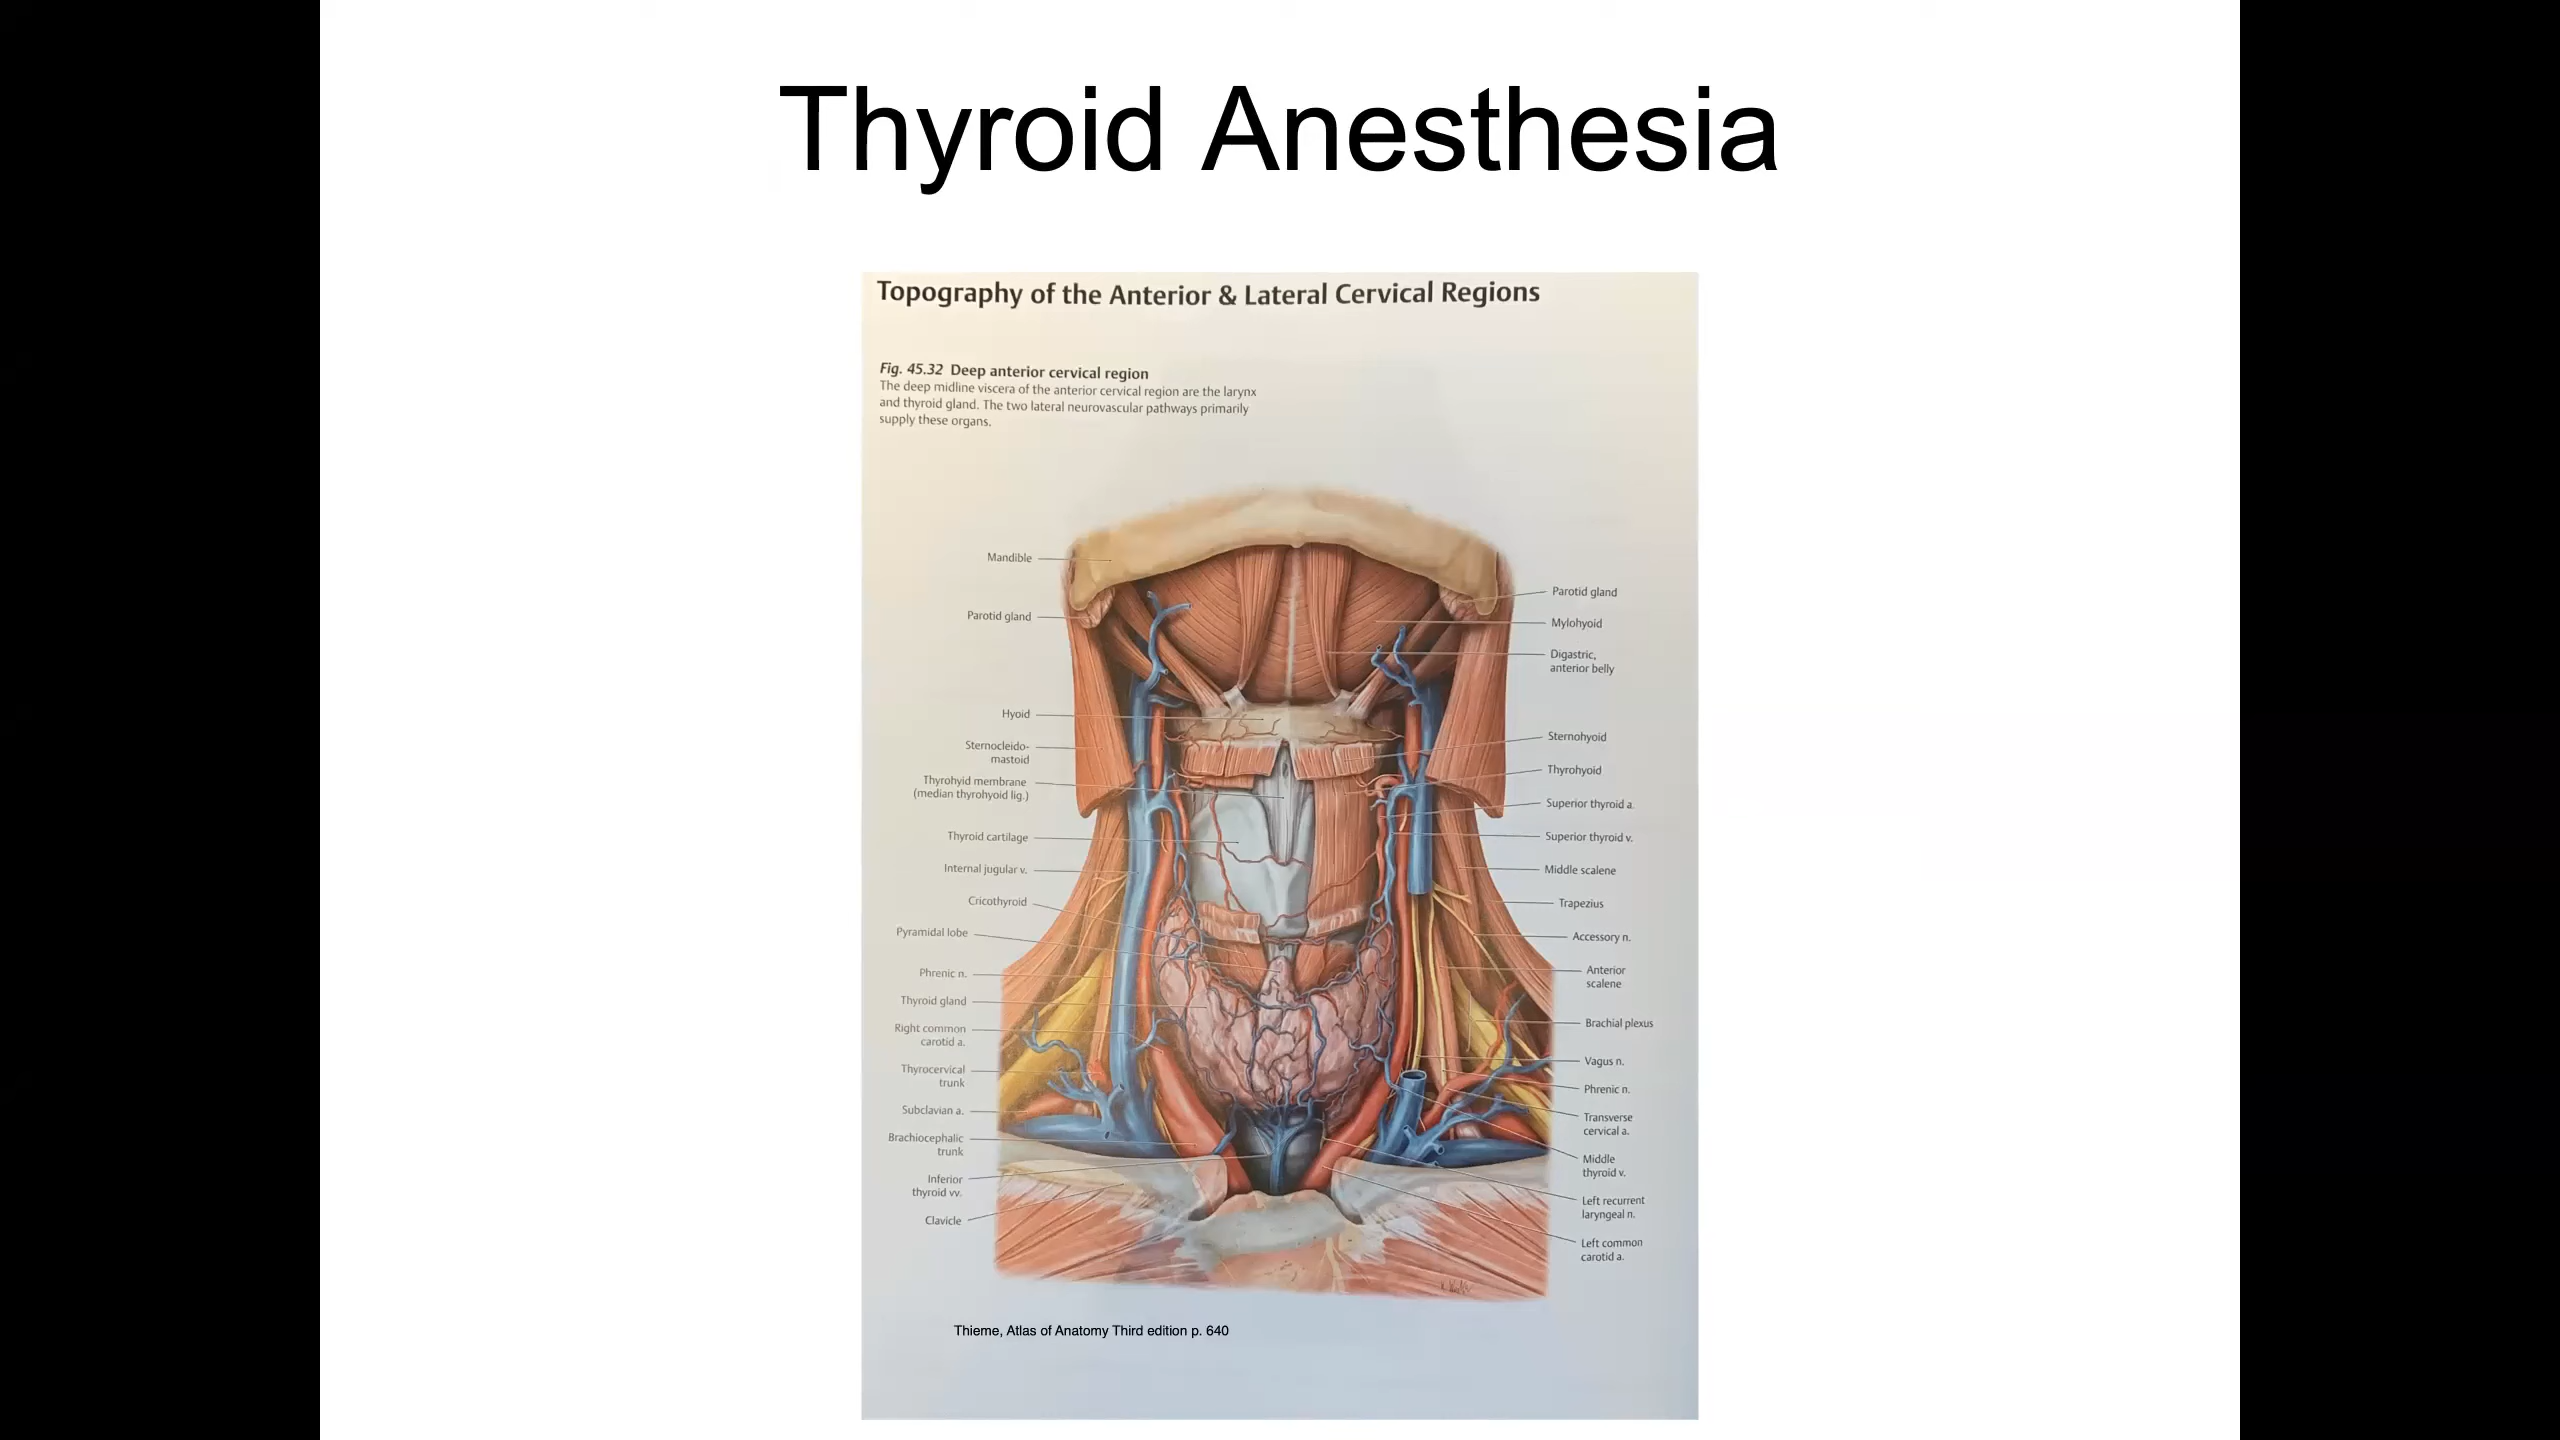 Thyroid Anesthesia
Topography of the Anterior & Lateral Cervical Regions
Fig. 45.32 Deep anterior cervical region
The deep midline viscera of the anterior cervical region are the larynx
and thyroid gland. The two lateral neurovascular pathways primarily
supply these organs.
Mandible
Parotid gland
Hyoid
Sternocleido-
mastoid
Thyrohyid membrane
(median thyrohyoid lig.)
Thyroid cartilage
Internal jugular v.
Cricothyroid
Pyramidal lobe
Phrenic n.
Thyroid gland
Right common
carotid a.
Thyrocervical
trunk
Subclavian a.
Brachiocephalic
trunk
Inferior
thyroid vv.
Clavicle
Parotid gland
Mylohyoid
Digastric,
anterior belly
Sternohyoid
Thyrohyoid
Superior thyroid a.
Superior thyroid v.
Middle scalene
Trapezius
Accessory n.
Anterior
scalene
Brachial plexus
Vagus n.
Phrenic n.
Transverse
cervical a.
Middle
thyroid v.
Left recurrent
laryngeal n.
Left common
carotid a.
Thieme, Atlas of Anatomy Third edition p. 640